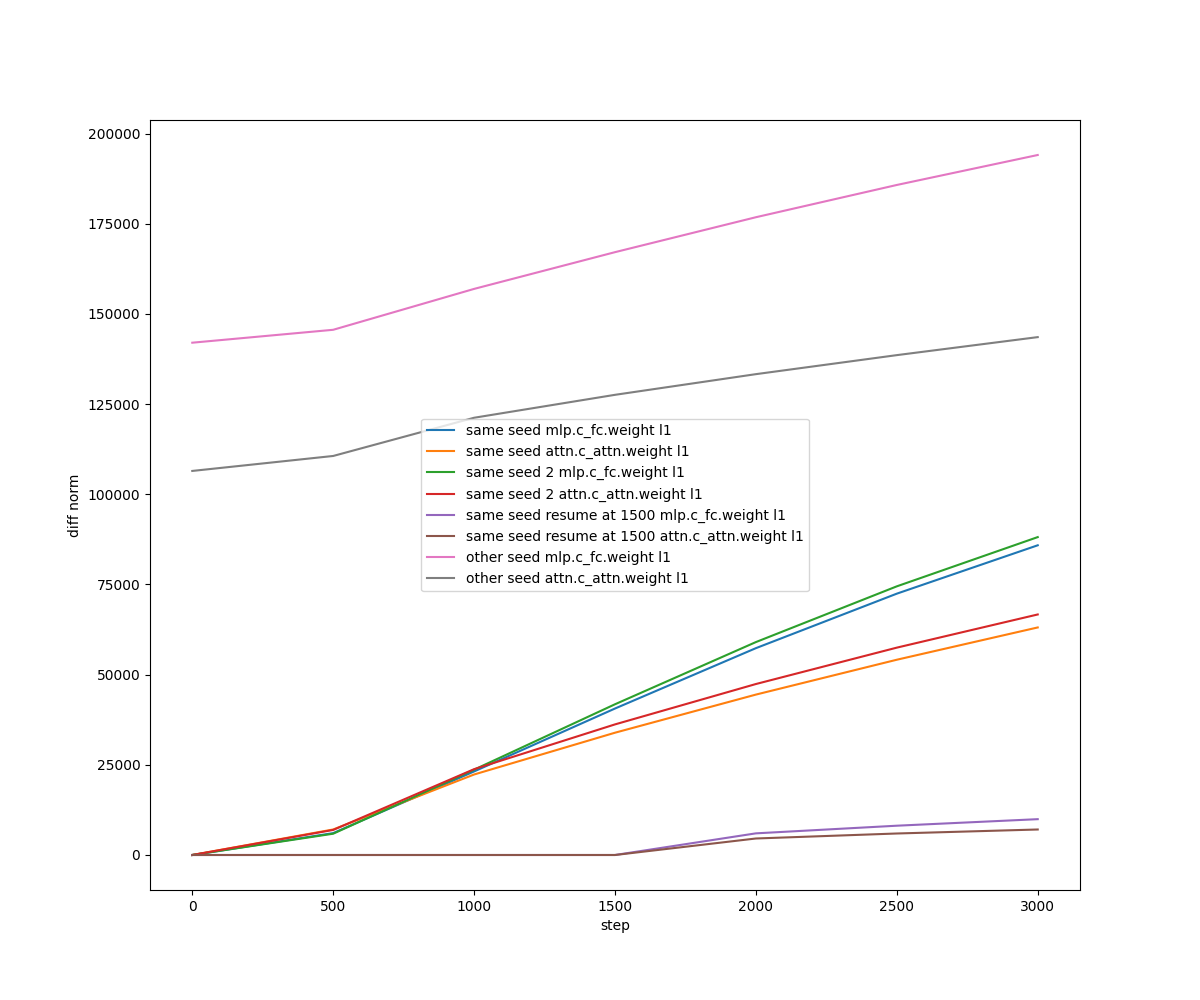 200000
175000
150000
125000
100000
75000
50000
25000
0
diff norm
same seed mlp.c_fc.weight l1
same seed attn.c_attn.weight l1
same seed 2 mlp.c_fc.weight l1
same seed 2 attn.c_attn.weight l1
same seed resume at 1500 mlp.c_fc.weight l1
same seed resume at 1500 attn.c_attn.weight l1
other seed mlp.c_fc.weight l1
other seed attn.c_attn.weight l1
0 500 1000 1500 2000 2500 3000
step